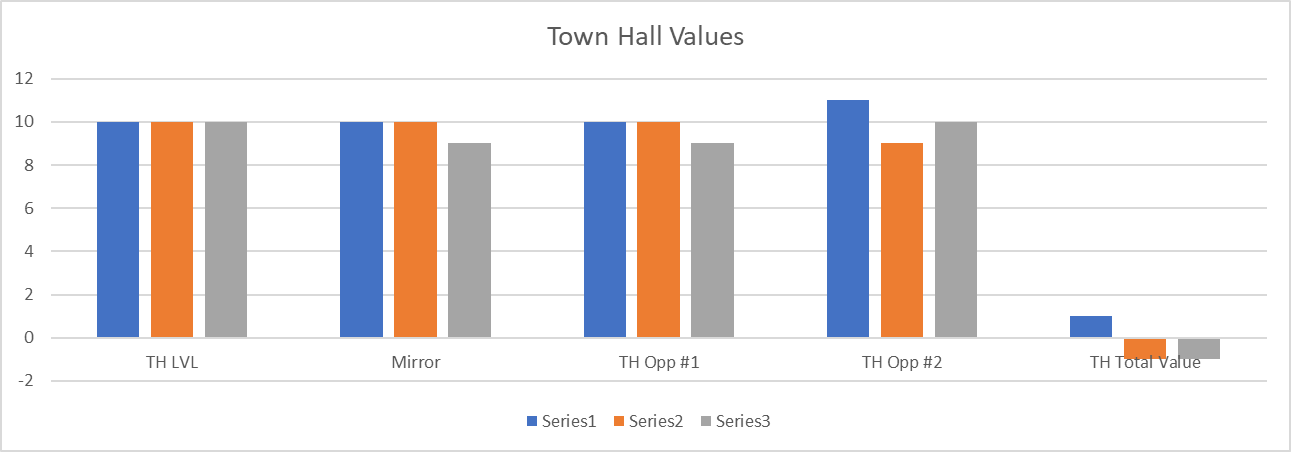 Town Hall Values
12
10
8
6
4
2
0
-2
TH LVL Mirror TH Opp #1 TH Opp #2 TH Total Value
Series1 Series2 Series3